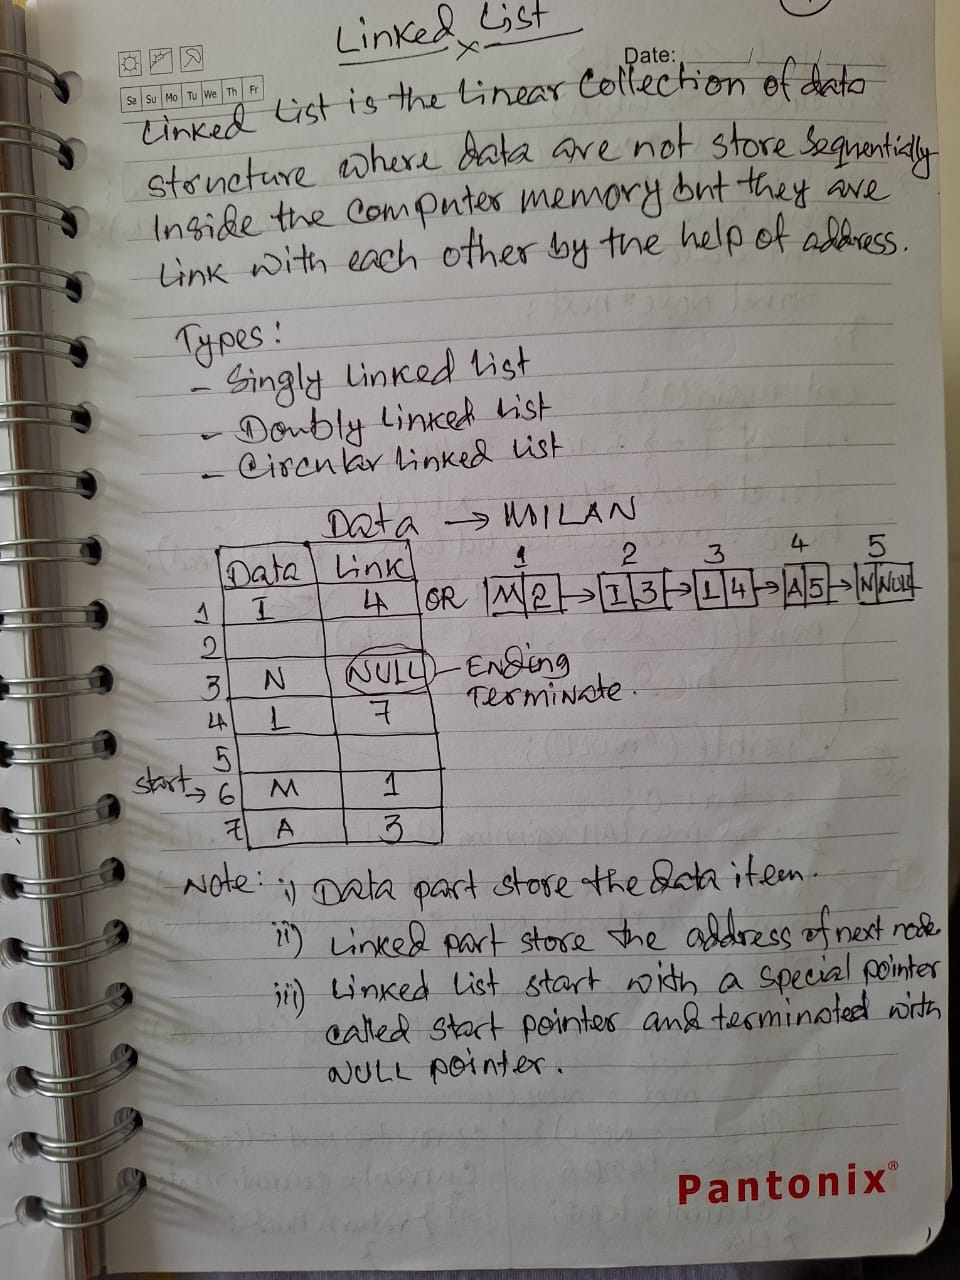 Linked List
Date:
Sa Su Mo Tu We Th Fr
Linked List is the Linear Collection of data
structure where data are not store Sequentially
Inside the computer memory but they are
Link with each other by the help of address.
Types:
- Singly linked list
- Doubly linked list
- Circular linked list
Data → MILAN
1 2 3 4 5
Data Link
1 I 4 OR M 2 → I 3 → L 4 → A 5 → N NULL
2
3 N NULL - Ending
Terminate.
4 L 7
5
start → 6 M 1
7 A 3
Note: i) Data part store the data item.
ii) Linked part store the address of next node
iii) Linked list start with a special pointer
called start pointer and terminated with
NULL pointer.
Pantonix®